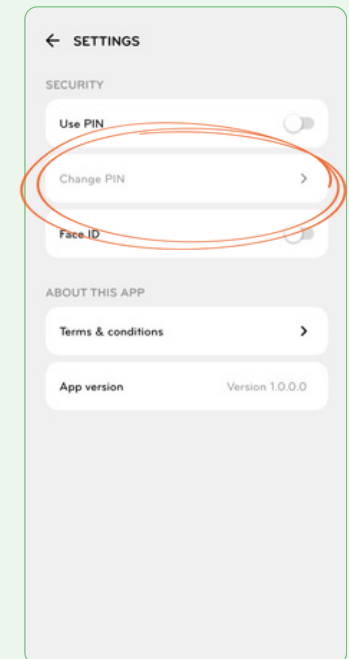 ← SETTINGS
SECURITY
Use PIN
Change PIN >
Face ID
ABOUT THIS APP
Terms & conditions >
App version Version 1.0.0.0